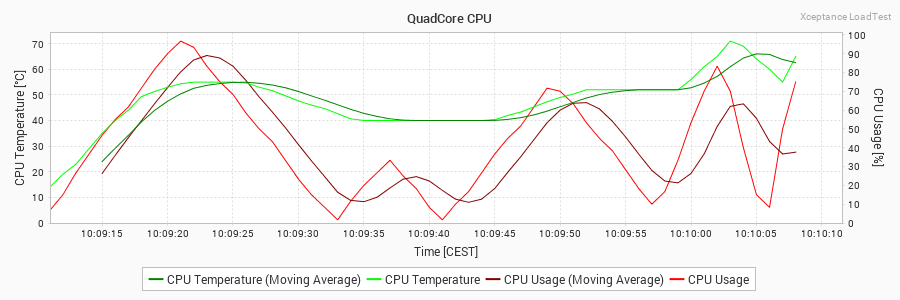 QuadCore CPU
Xceptance LoadTest
CPU Temperature [°C]
70
60
50
40
30
20
10
0
100
90
80
70
60
50
40
30
20
10
0
CPU Usage [%]
10:09:15 10:09:20 10:09:25 10:09:30 10:09:35 10:09:40 10:09:45 10:09:50 10:09:55 10:10:00 10:10:05 10:10:10
Time [CEST]
CPU Temperature (Moving Average) CPU Temperature CPU Usage (Moving Average) CPU Usage